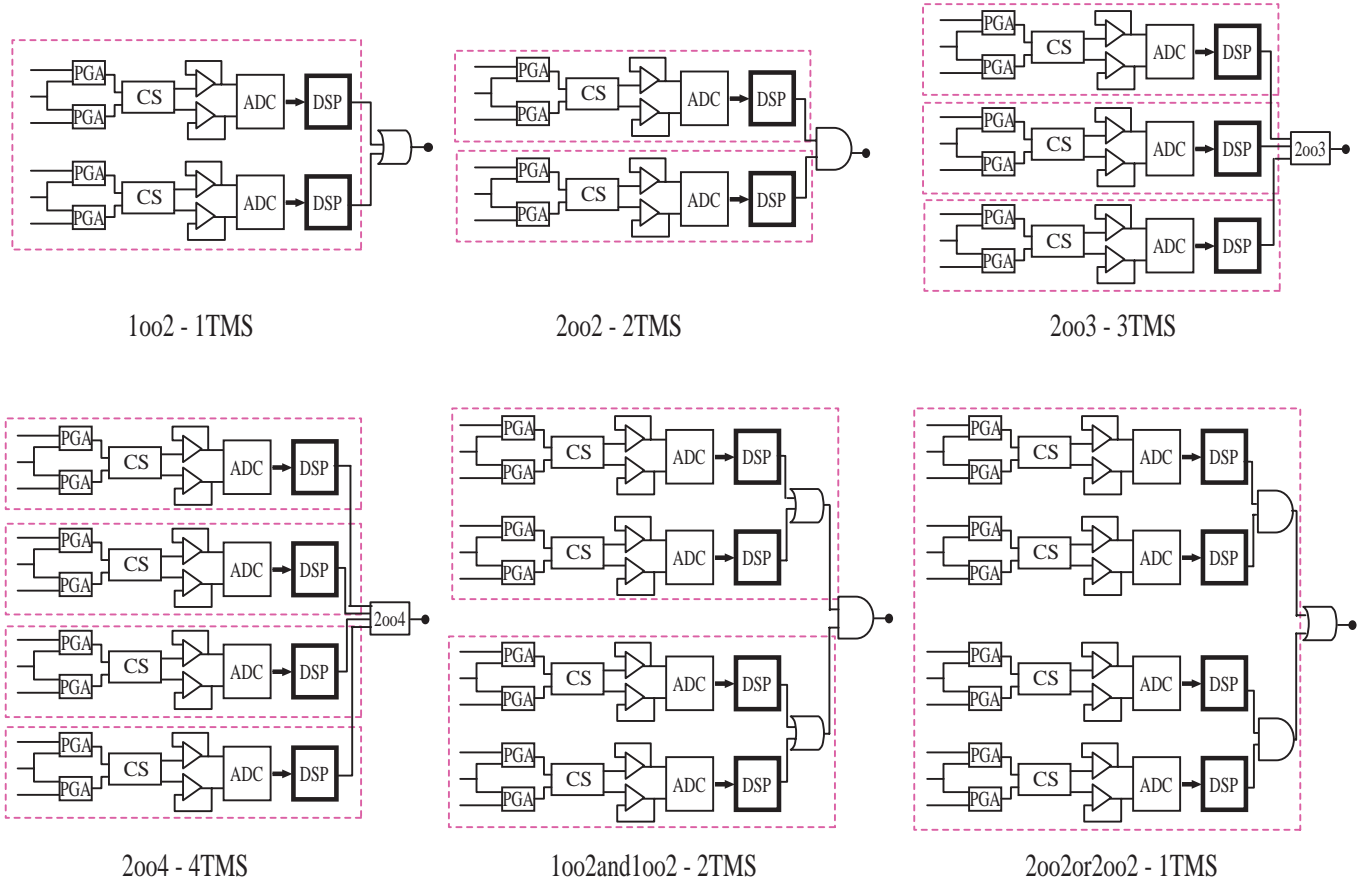 PGA
CS
ADC
DSP
PGA
PGA
CS
ADC
DSP
PGA
1oo2 - 1TMS
PGA
CS
ADC
DSP
PGA
PGA
CS
ADC
DSP
PGA
2oo2 - 2TMS
PGA
CS
ADC
DSP
PGA
PGA
CS
ADC
DSP
PGA
2oo3
PGA
CS
ADC
DSP
PGA
2oo3 - 3TMS
PGA
CS
ADC
DSP
PGA
PGA
CS
ADC
DSP
PGA
2oo4
PGA
CS
ADC
DSP
PGA
PGA
CS
ADC
DSP
PGA
2oo4 - 4TMS
PGA
CS
ADC
DSP
PGA
PGA
CS
ADC
DSP
PGA
PGA
CS
ADC
DSP
PGA
PGA
CS
ADC
DSP
PGA
1oo2and1oo2 - 2TMS
PGA
CS
ADC
DSP
PGA
PGA
CS
ADC
DSP
PGA
PGA
CS
ADC
DSP
PGA
PGA
CS
ADC
DSP
PGA
2oo2or2oo2 - 1TMS